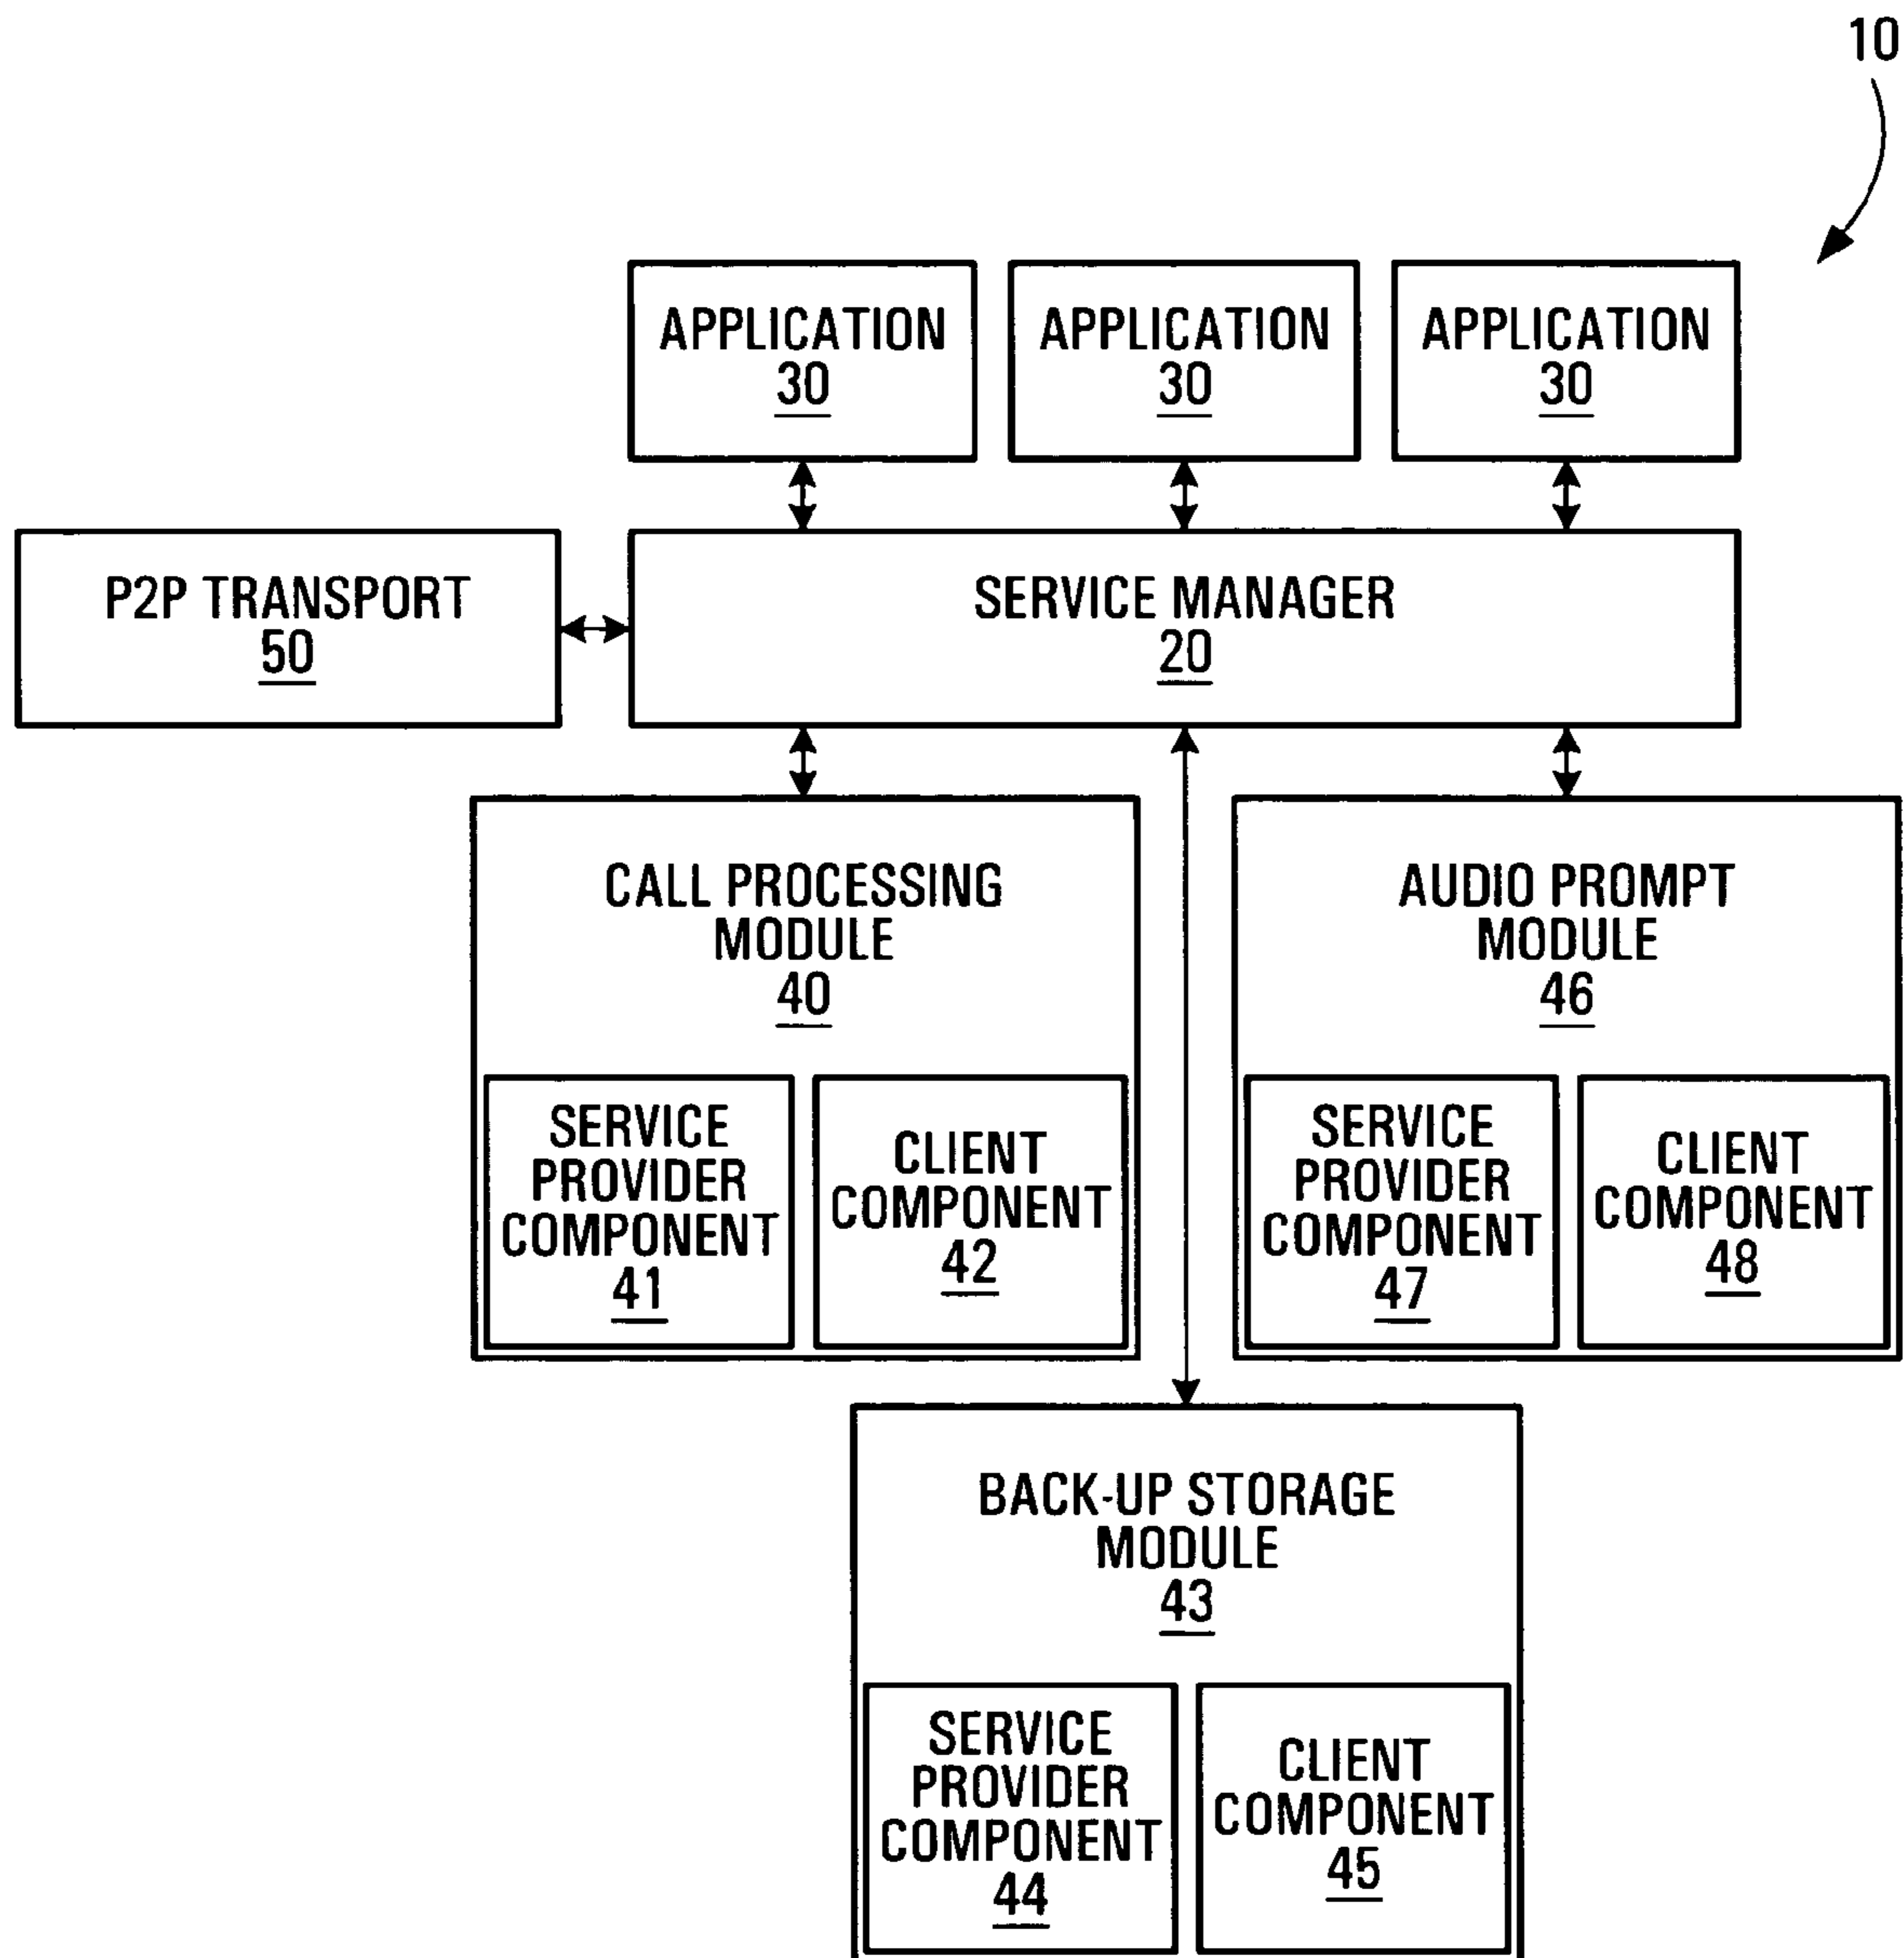 10
APPLICATION
30
APPLICATION
30
APPLICATION
30
P2P TRANSPORT
50
SERVICE MANAGER
20
CALL PROCESSING
MODULE
40
SERVICE
PROVIDER
COMPONENT
41
CLIENT
COMPONENT
42
AUDIO PROMPT
MODULE
46
SERVICE
PROVIDER
COMPONENT
47
CLIENT
COMPONENT
48
BACK-UP STORAGE
MODULE
43
SERVICE
PROVIDER
COMPONENT
44
CLIENT
COMPONENT
45